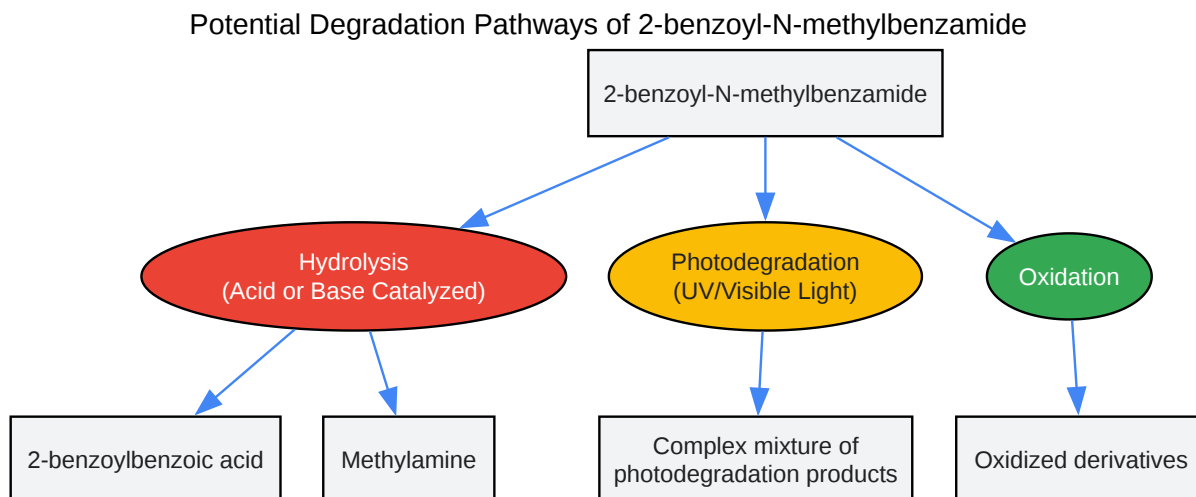 Potential Degradation Pathways of 2-benzoyl-N-methylbenzamide
2-benzoyl-N-methylbenzamide
Hydrolysis
(Acid or Base Catalyzed)
Photodegradation
(UV/Visible Light)
Oxidation
2-benzoylbenzoic acid
Methylamine
Complex mixture of
photodegradation products
Oxidized derivatives